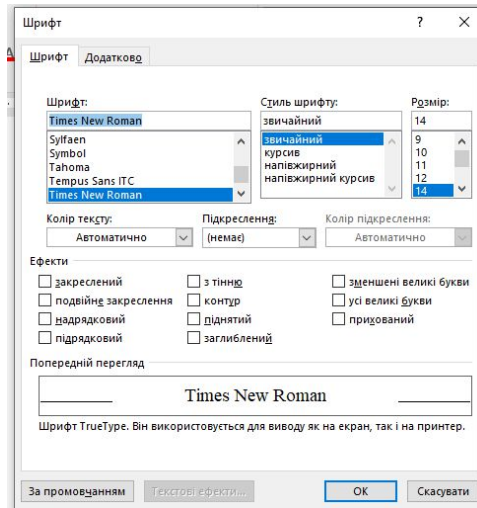 Шрифт ? ×
Шрифт Додатково
Шрифт: Стиль шрифту: Розмір:
Times New Roman звичайний 14
Sylfaen звичайний 9
Symbol курсив 10
Tahoma напівжирний 11
Tempus Sans ITC напівжирний курсив 12
Times New Roman 14
Колір тексту: Підкреслення: Колір підкреслення:
Автоматично (немає) Автоматично
Ефекти
закреслений з тінню зменшені великі букви
подвійне закреслення контур усі великі букви
надрядковий піднятий прихований
підрядковий заглиблений
Попередній перегляд
Times New Roman
Шрифт TrueType. Він використовується для виводу як на екран, так і на принтер.
За промовчанням Текстові ефекти... ОК Скасувати